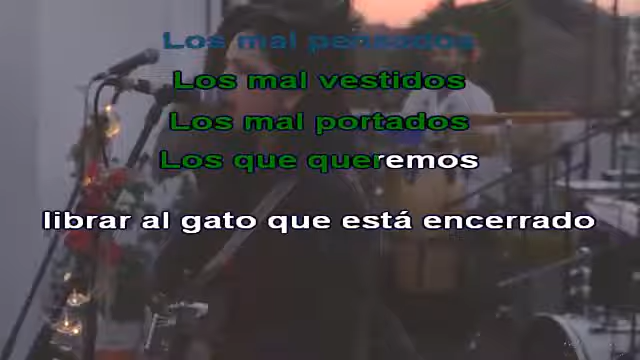 Los mal pensados
Los mal vestidos
Los mal portados
Los que queremos
librar al gato que está encerrado